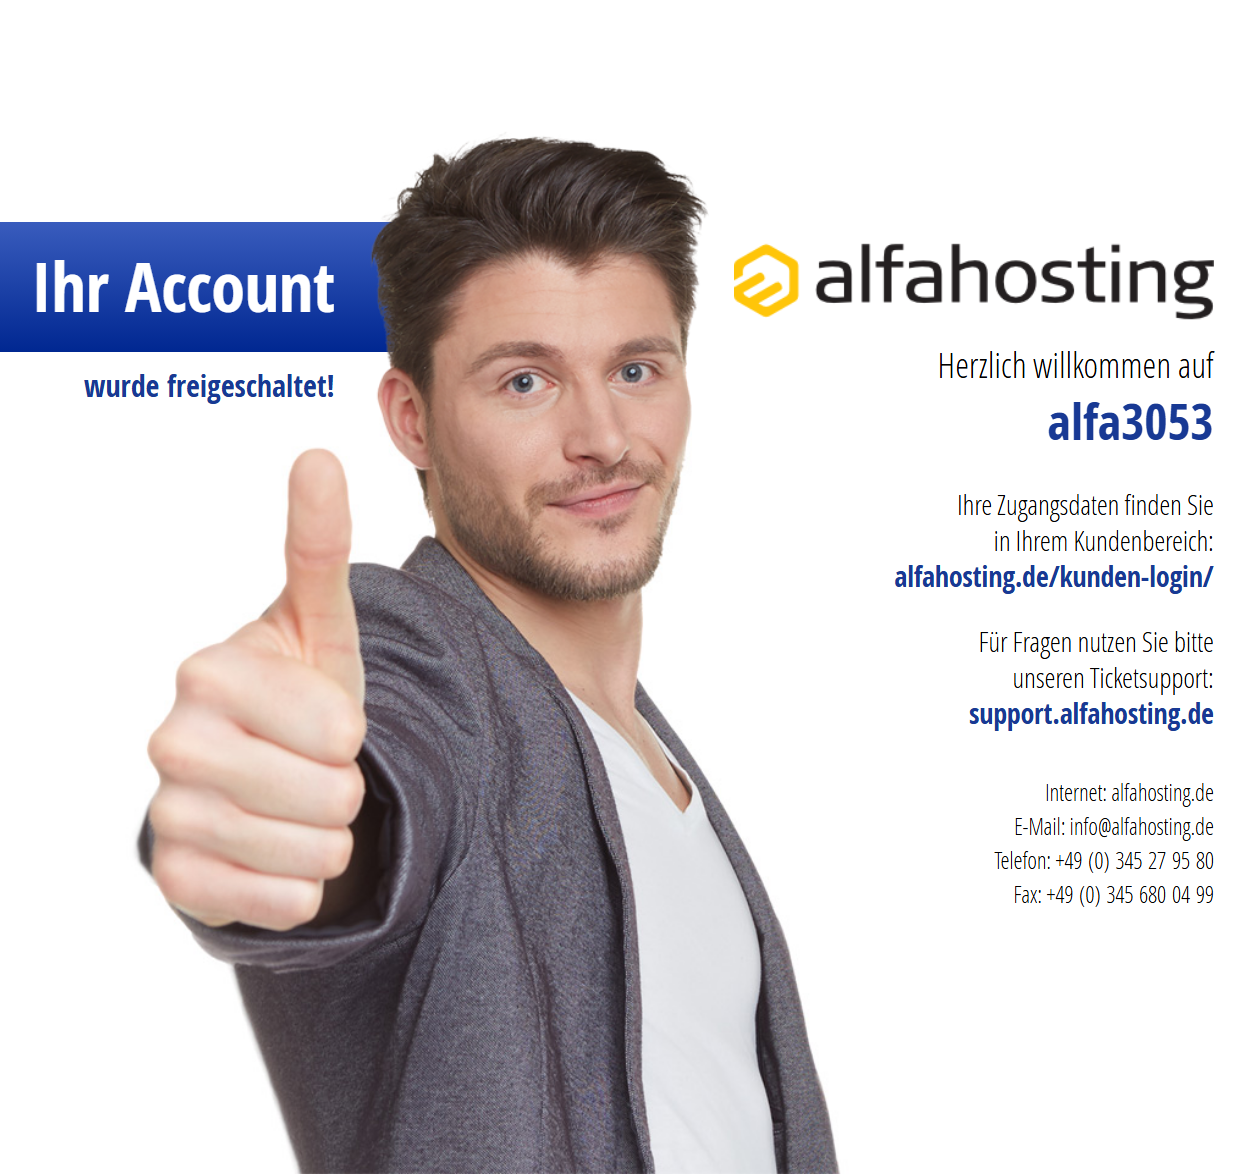 Ihr Account
wurde freigeschaltet!
alfahosting
Herzlich willkommen auf
alfa3053
Ihre Zugangsdaten finden Sie
in Ihrem Kundenbereich:
alfahosting.de/kunden-login/
Für Fragen nutzen Sie bitte
unseren Ticketsupport:
support.alfahosting.de
Internet: alfahosting.de
E-Mail: info@alfahosting.de
Telefon: +49 (0) 345 27 95 80
Fax: +49 (0) 345 680 04 99